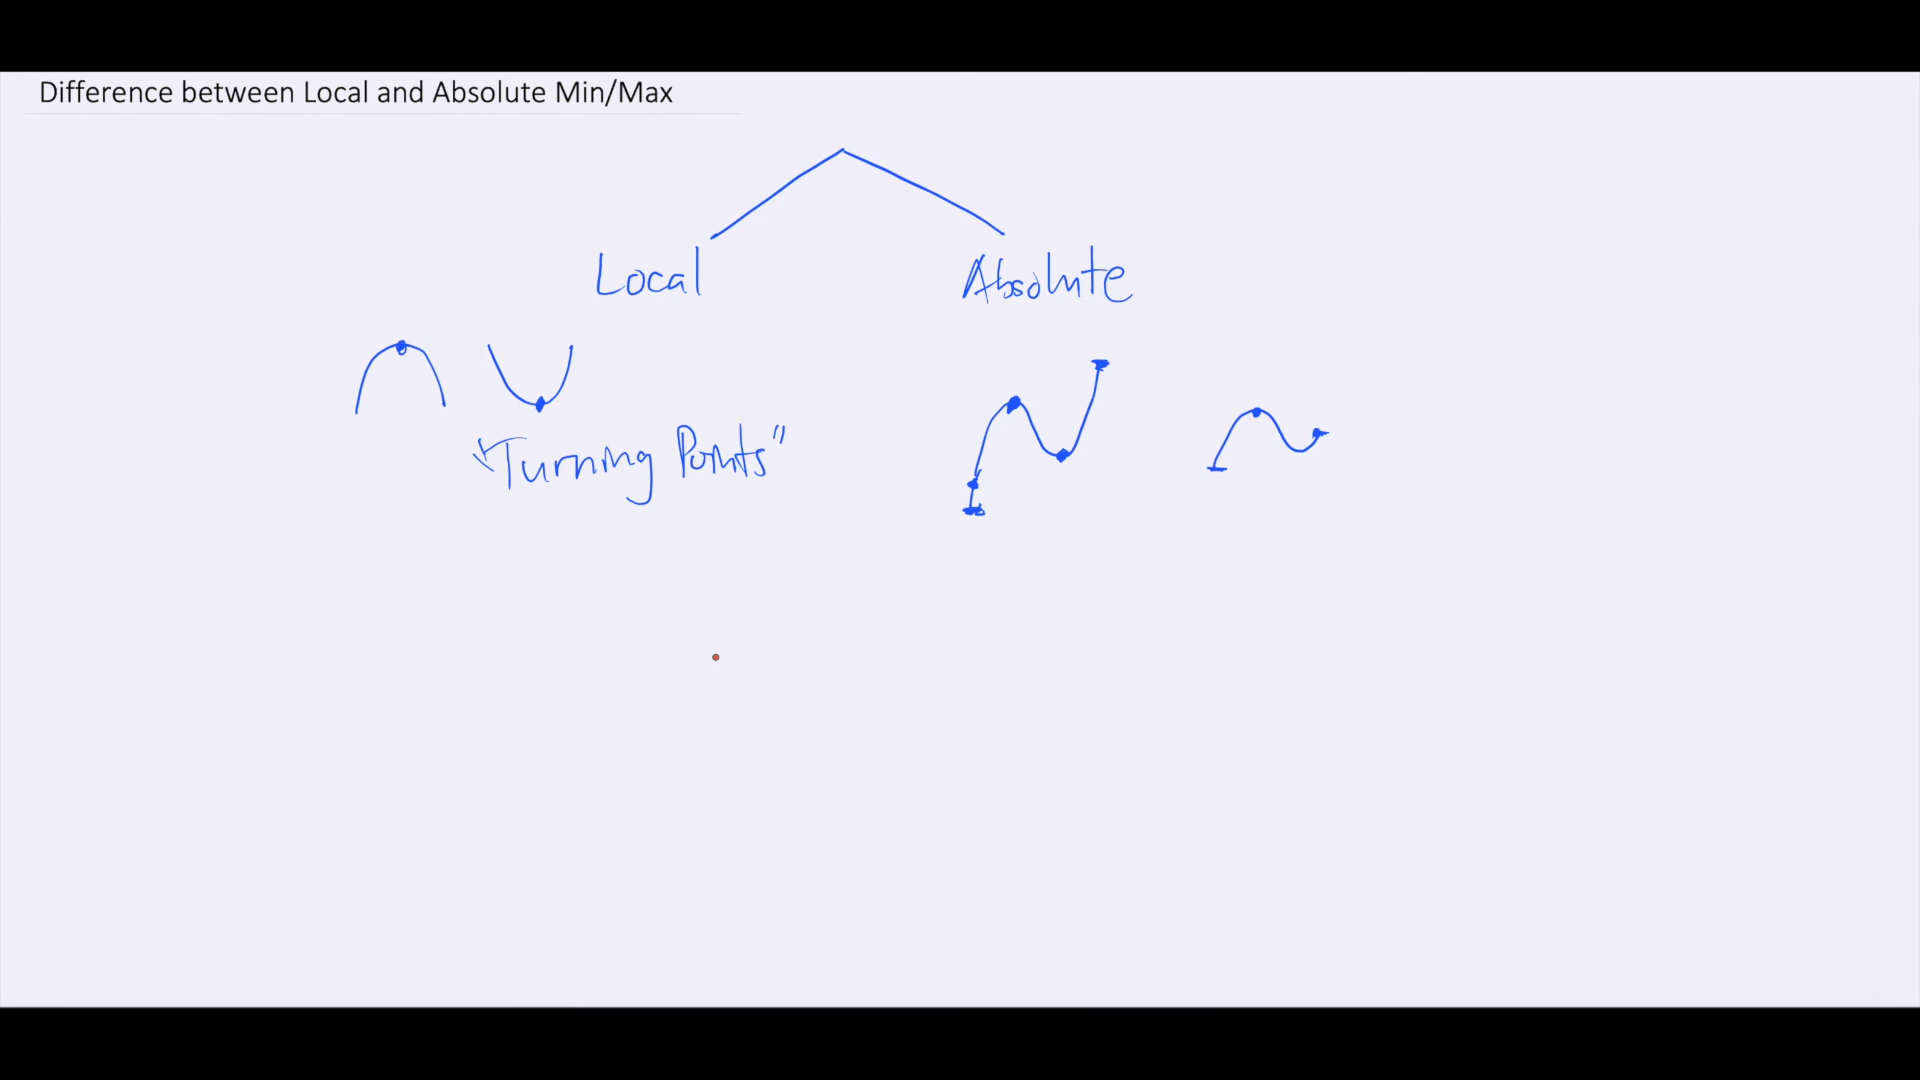 Difference between Local and Absolute Min/Max
Local
Absolute
"Turning Points"